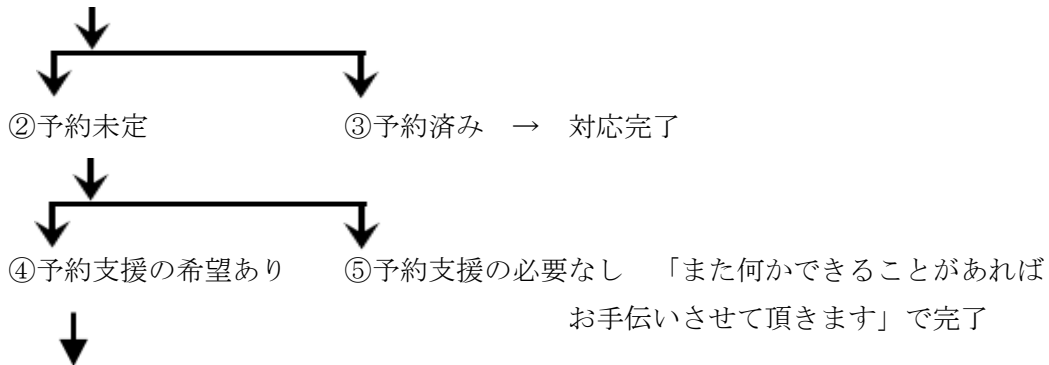 ②予約未定　③予約済み　→　対応完了
④予約支援の希望あり　⑤予約支援の必要なし　「また何かできることがあれば
お手伝いさせて頂きます」で完了